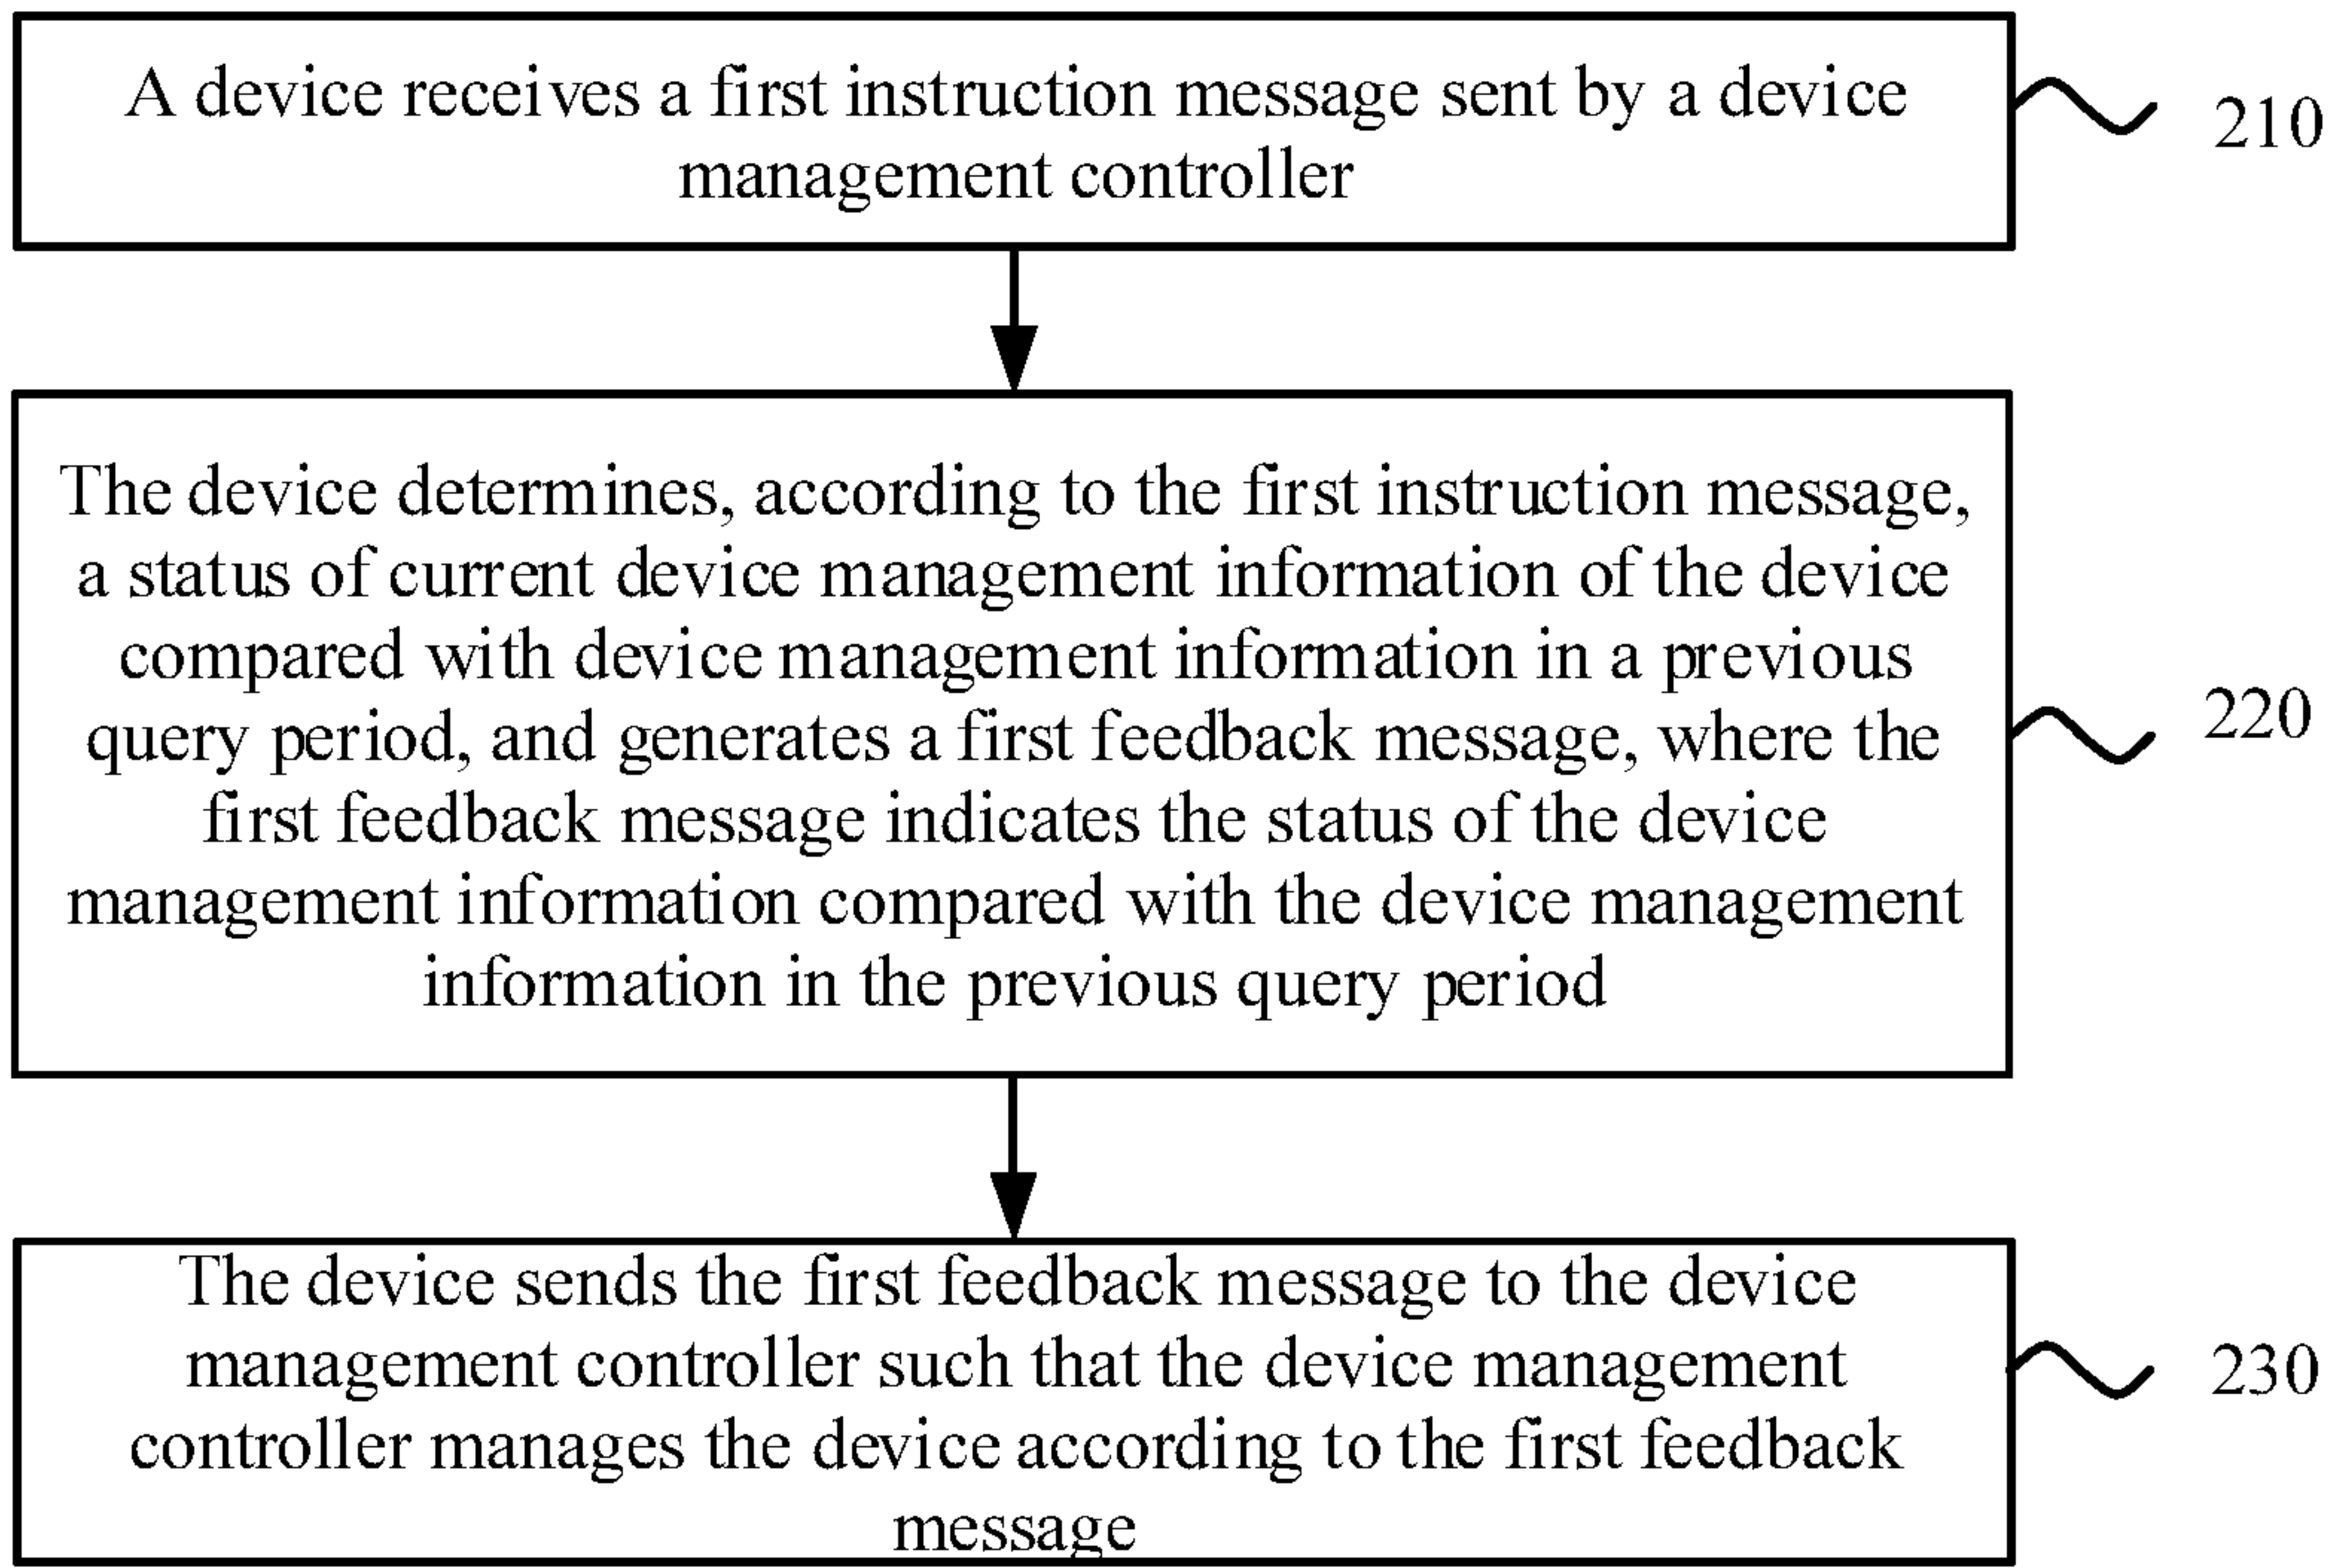 A device receives a first instruction message sent by a device
management controller
210
The device determines, according to the first instruction message,
a status of current device management information of the device
compared with device management information in a previous
query period, and generates a first feedback message, where the
first feedback message indicates the status of the device
management information compared with the device management
information in the previous query period
220
The device sends the first feedback message to the device
management controller such that the device management
controller manages the device according to the first feedback
message
230